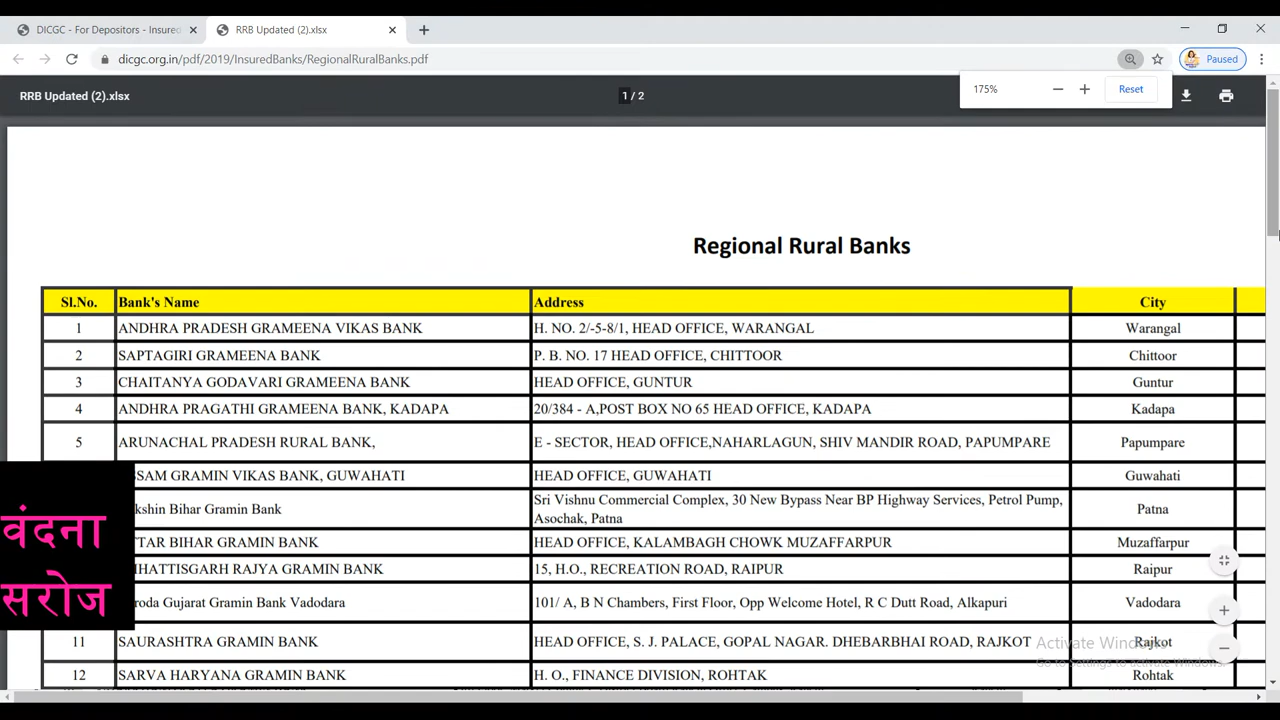 DICGC - For Depositors - Insured
RRB Updated (2).xlsx
dicgc.org.in/pdf/2019/InsuredBanks/RegionalRuralBanks.pdf
Paused
RRB Updated (2).xlsx
1 / 2
175%
Reset
Regional Rural Banks
Sl.No. Bank's Name Address City
1 ANDHRA PRADESH GRAMEENA VIKAS BANK H. NO. 2/-5-8/1, HEAD OFFICE, WARANGAL Warangal
2 SAPTAGIRI GRAMEENA BANK P. B. NO. 17 HEAD OFFICE, CHITTOOR Chittoor
3 CHAITANYA GODAVARI GRAMEENA BANK HEAD OFFICE, GUNTUR Guntur
4 ANDHRA PRAGATHI GRAMEENA BANK, KADAPA 20/384 - A,POST BOX NO 65 HEAD OFFICE, KADAPA Kadapa
5 ARUNACHAL PRADESH RURAL BANK, E - SECTOR, HEAD OFFICE,NAHARLAGUN, SHIV MANDIR ROAD, PAPUMPARE Papumpare
SSAM GRAMIN VIKAS BANK, GUWAHATI HEAD OFFICE, GUWAHATI Guwahati
kshin Bihar Gramin Bank Sri Vishnu Commercial Complex, 30 New Bypass Near BP Highway Services, Petrol Pump,
Asochak, Patna Patna
TAR BIHAR GRAMIN BANK HEAD OFFICE, KALAMBAGH CHOWK MUZAFFARPUR Muzaffarpur
HATTISGARH RAJYA GRAMIN BANK 15, H.O., RECREATION ROAD, RAIPUR Raipur
roda Gujarat Gramin Bank Vadodara 101/ A, B N Chambers, First Floor, Opp Welcome Hotel, R C Dutt Road, Alkapuri Vadodara
11 SAURASHTRA GRAMIN BANK HEAD OFFICE, S. J. PALACE, GOPAL NAGAR. DHEBARBHAI ROAD, RAJKOT Rajkot
12 SARVA HARYANA GRAMIN BANK H. O., FINANCE DIVISION, ROHTAK Rohtak
वंदना
सरोज
Activate Windows
Go to Settings to activate Windows.